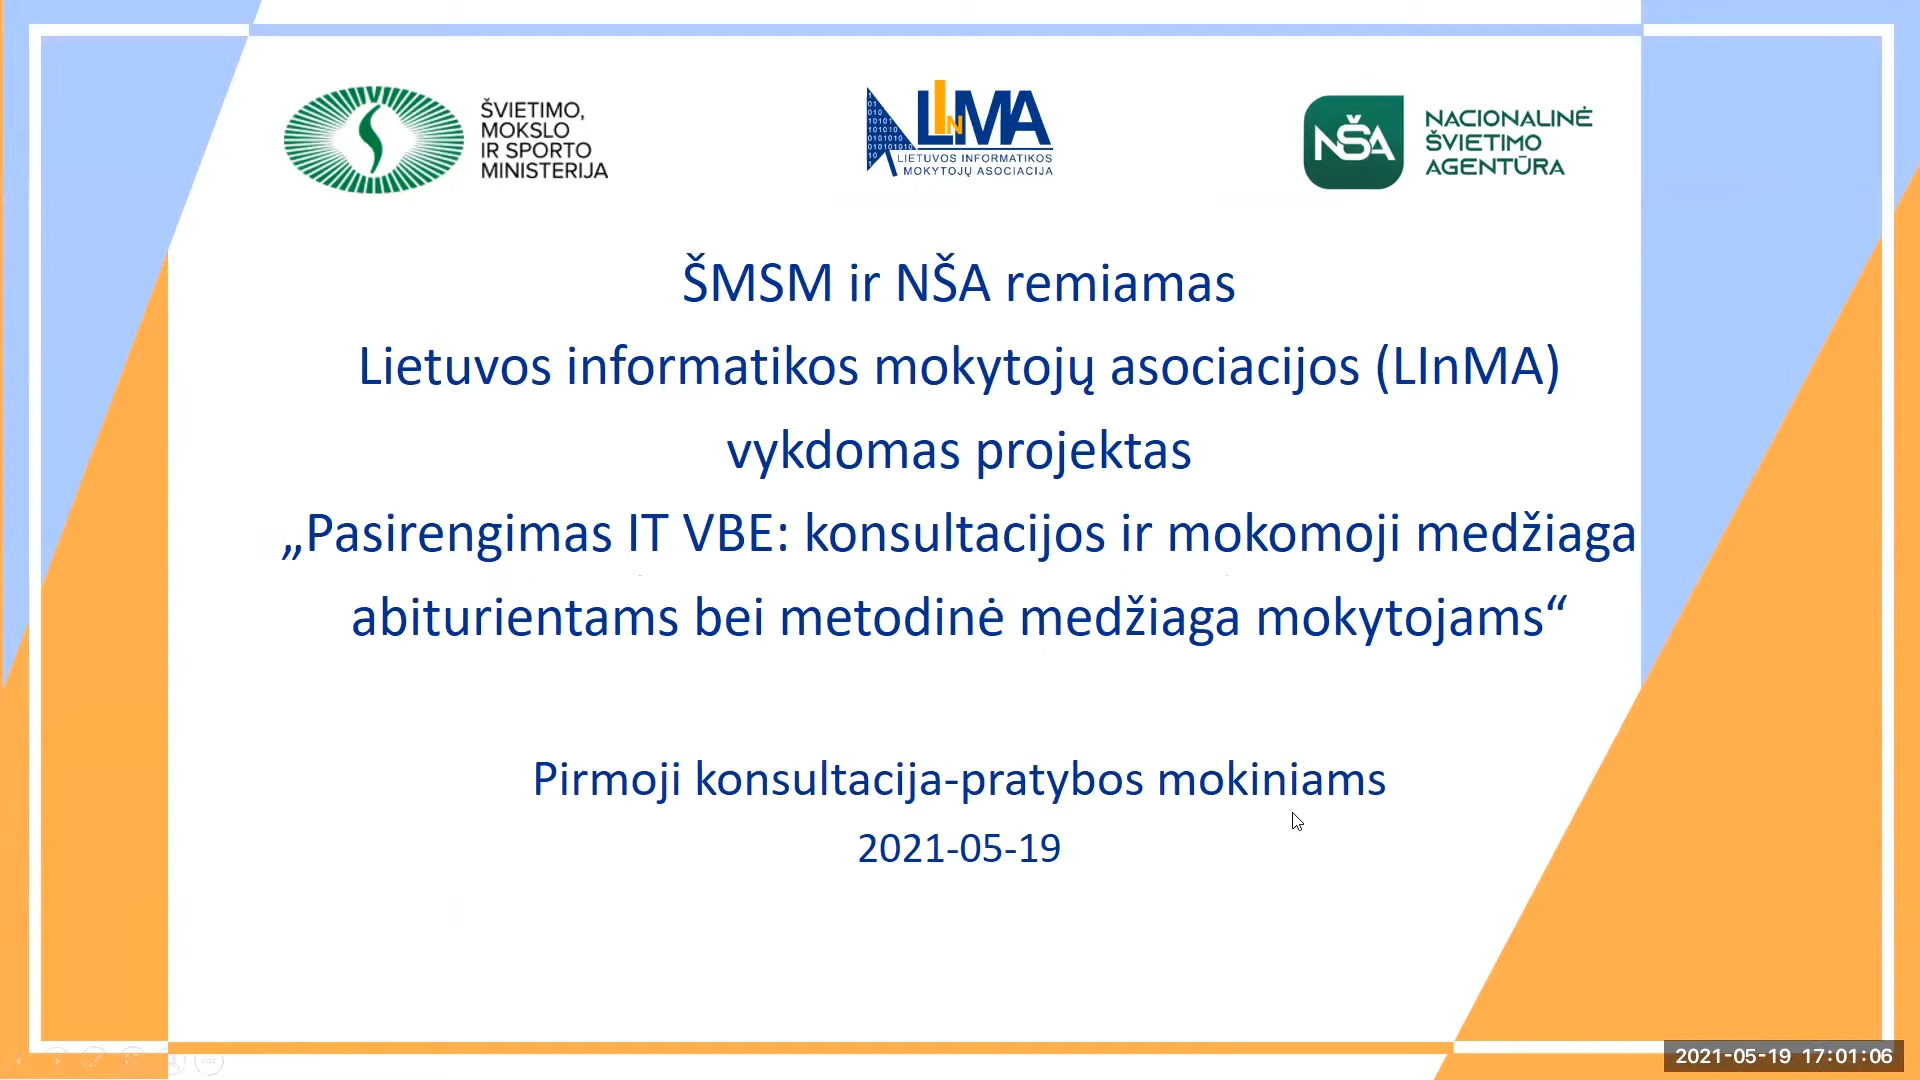 ŠVIETIMO,
MOKSLO
IR SPORTO
MINISTERIJA
LInMA
LIETUVOS INFORMATIKOS
MOKYTOJŲ ASOCIACIJA
NŠA
NACIONALINĖ
ŠVIETIMO
AGENTŪRA
ŠMSM ir NŠA remiamas
Lietuvos informatikos mokytojų asociacijos (LInMA)
vykdomas projektas
„Pasirengimas IT VBE: konsultacijos ir mokomoji medžiaga
abiturientams bei metodinė medžiaga mokytojams“
Pirmoji konsultacija-pratybos mokiniams
2021-05-19
2021-05-19 17:01:06